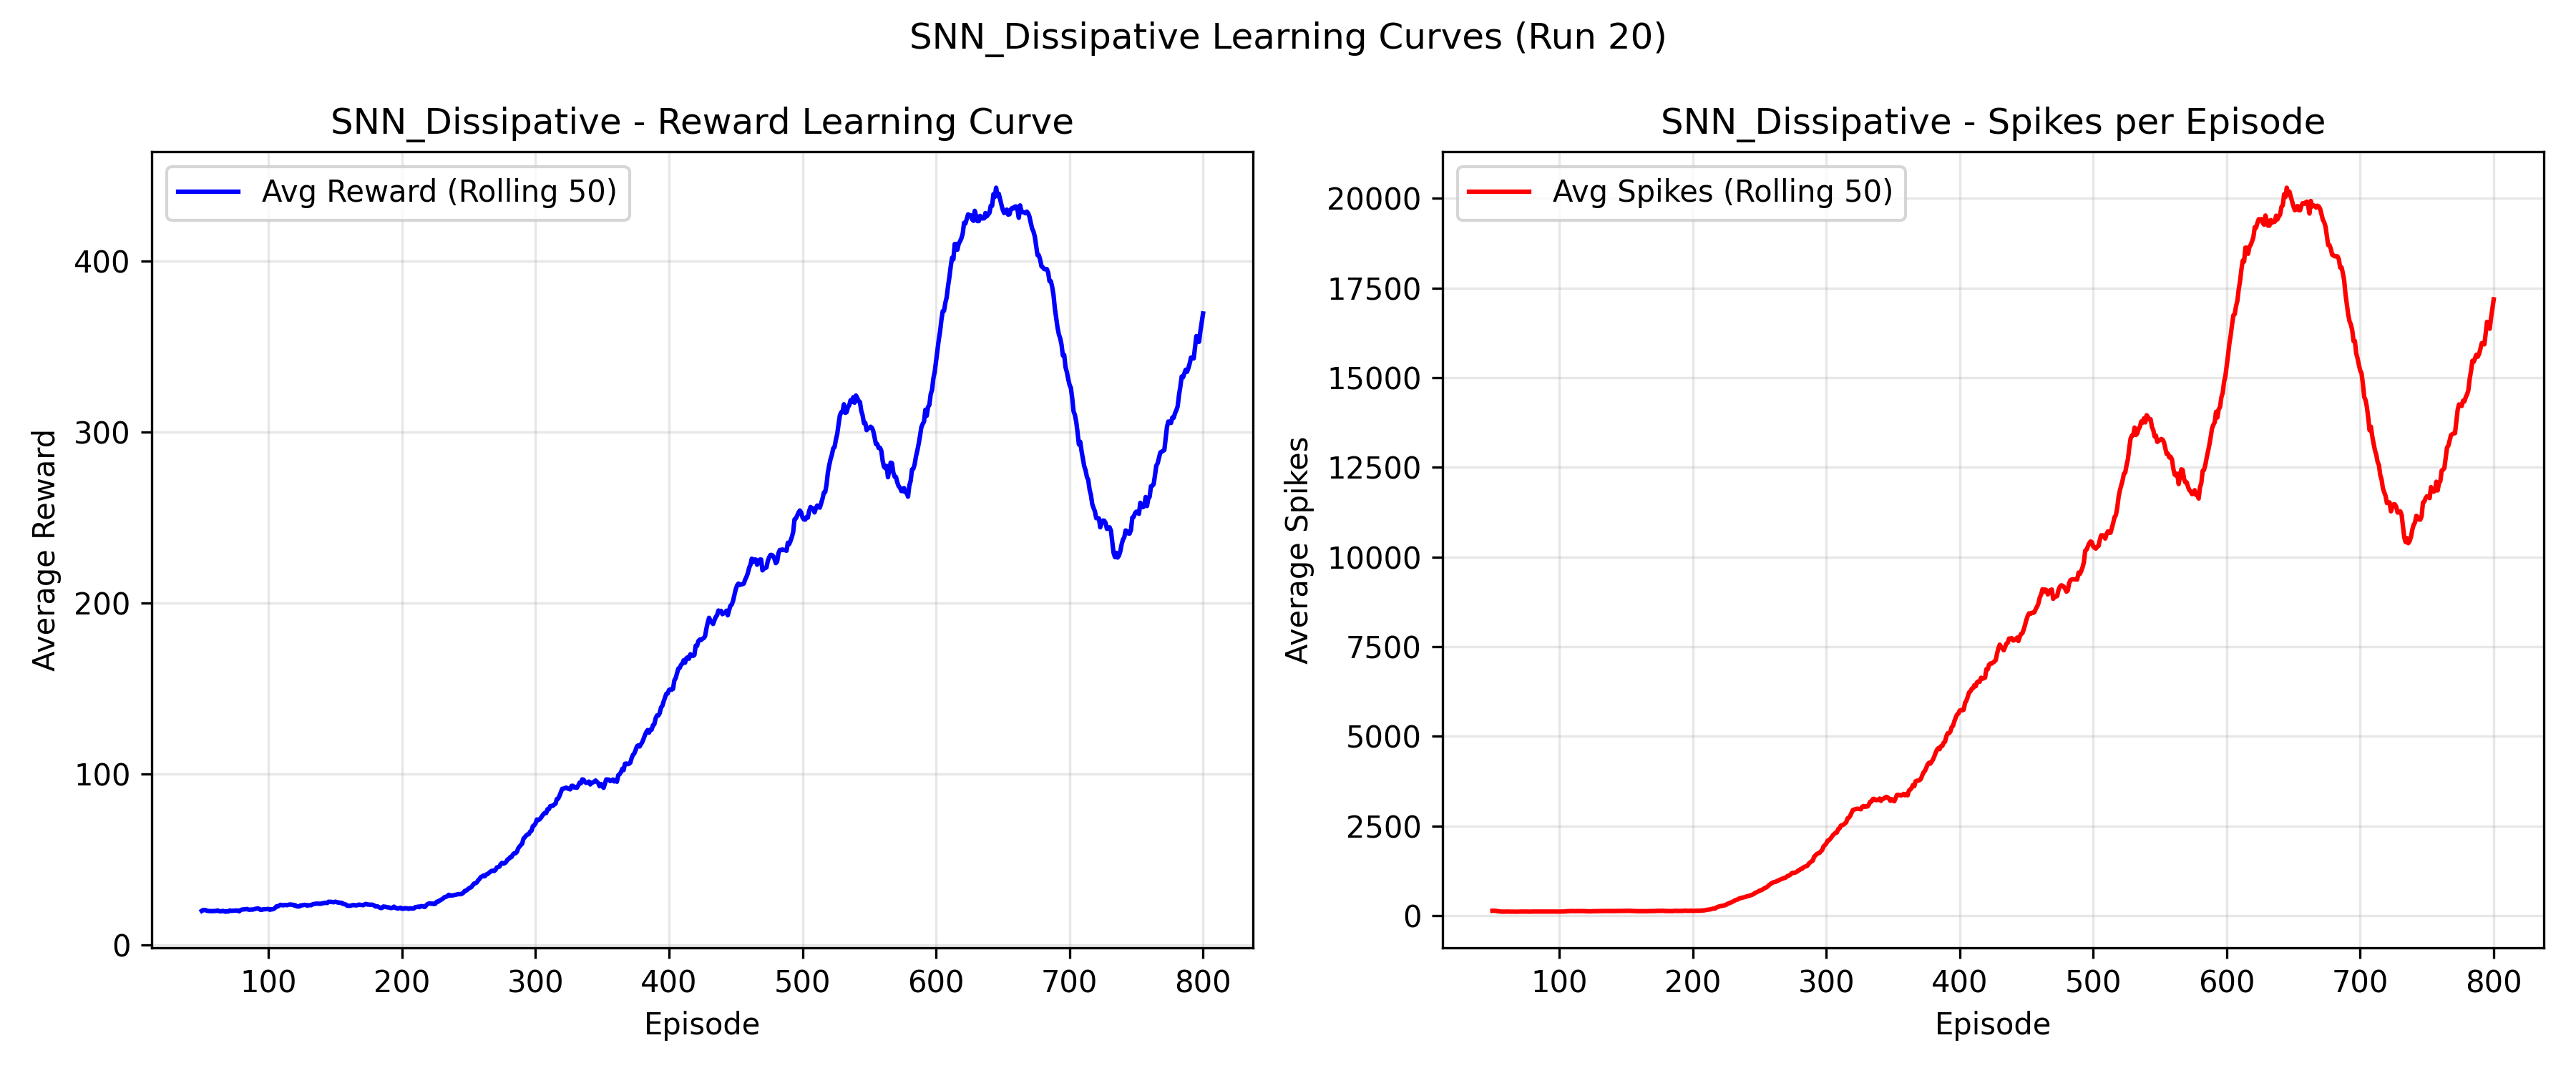 SNN_Dissipative Learning Curves (Run 20)
SNN_Dissipative - Reward Learning Curve
Avg Reward (Rolling 50)
Average Reward
400
300
200
100
0
100 200 300 400 500 600 700 800
Episode
SNN_Dissipative - Spikes per Episode
Avg Spikes (Rolling 50)
Average Spikes
20000
17500
15000
12500
10000
7500
5000
2500
0
100 200 300 400 500 600 700 800
Episode